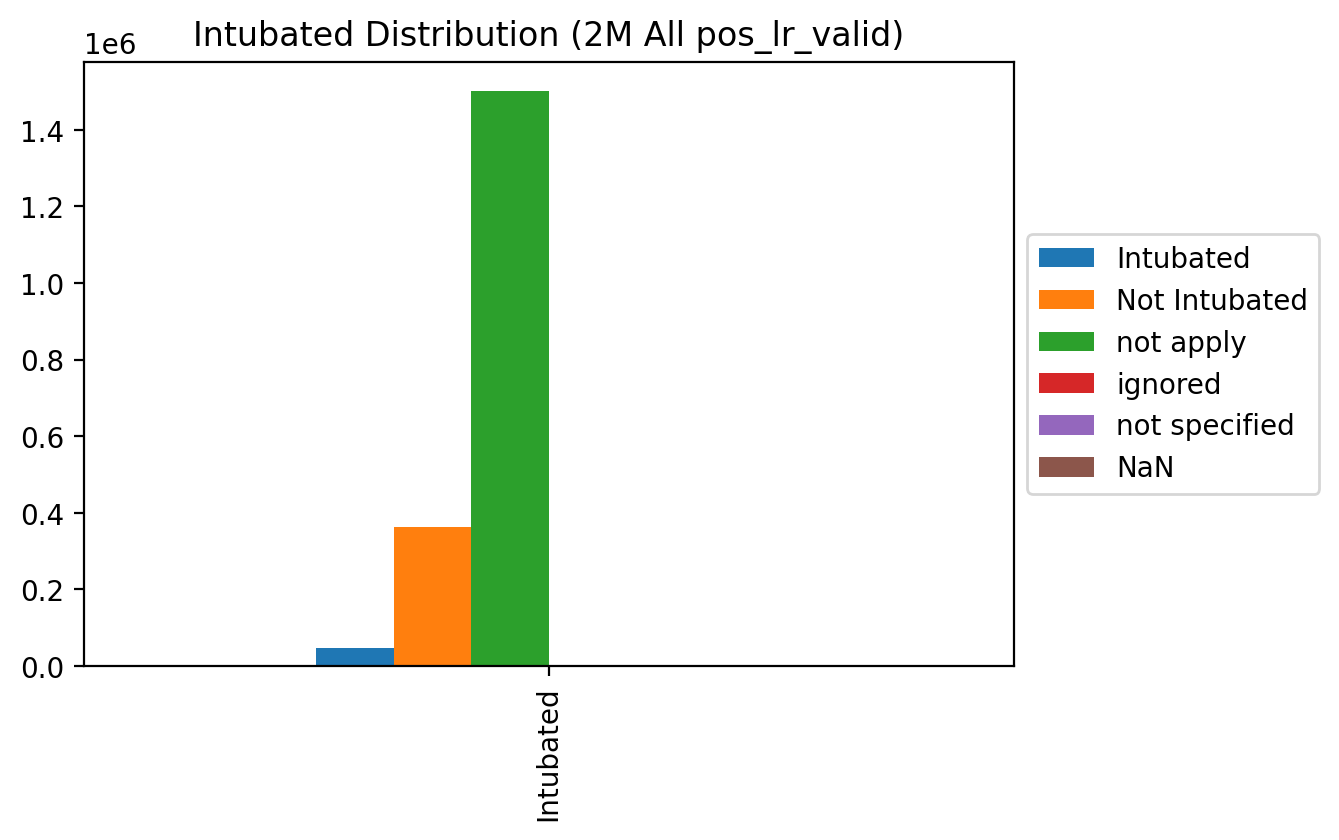 Intubated Distribution (2M All pos_lr_valid)
1e6
1.4
1.2
1.0
0.8
0.6
0.4
0.2
0.0
Intubated
Intubated
Not Intubated
not apply
ignored
not specified
NaN